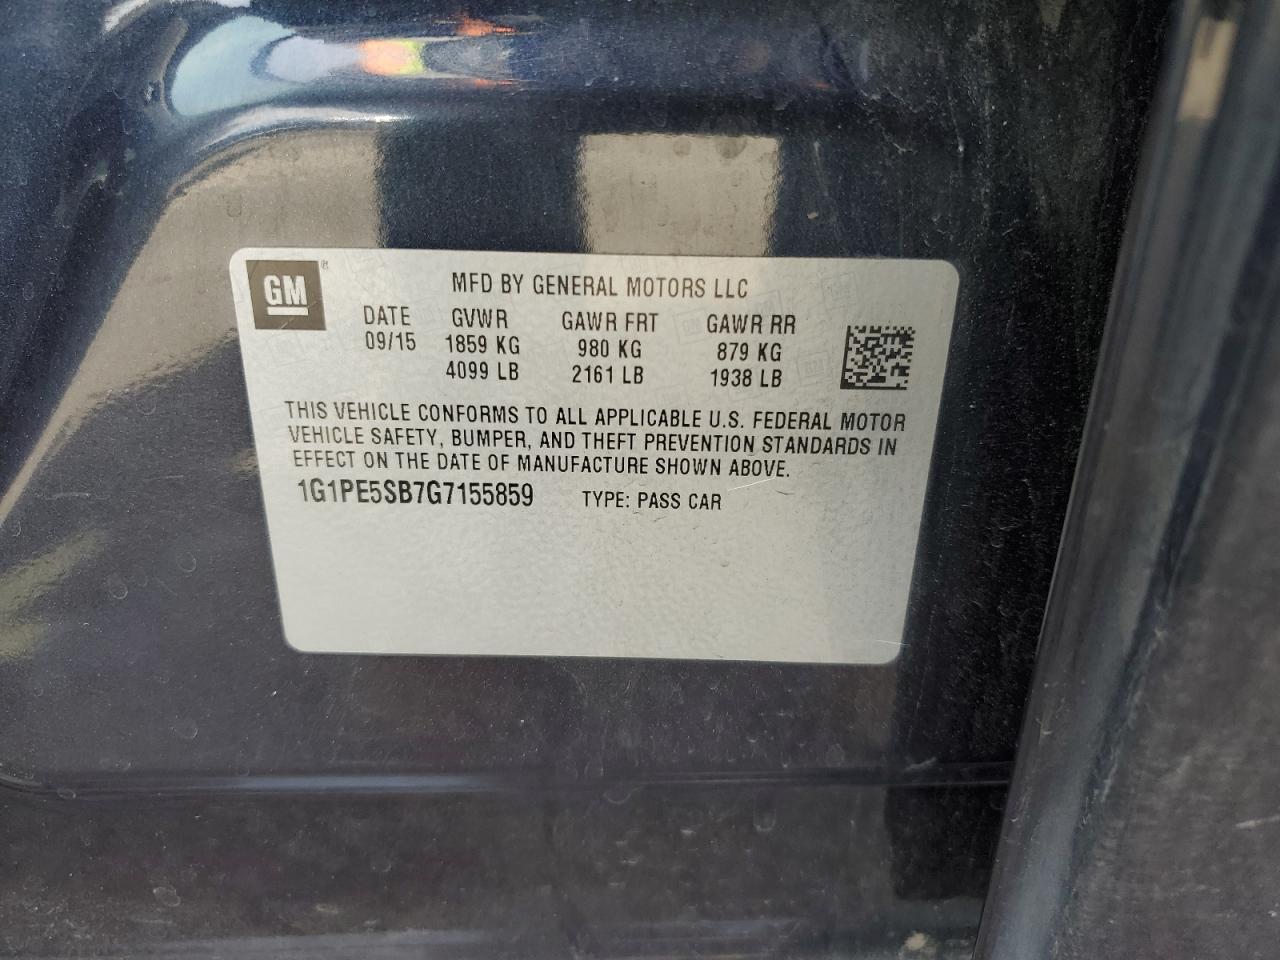 GM ®
MFD BY GENERAL MOTORS LLC
DATE GVWR GAWR FRT GAWR RR
09/15 1859 KG 980 KG 879 KG
4099 LB 2161 LB 1938 LB
THIS VEHICLE CONFORMS TO ALL APPLICABLE U.S. FEDERAL MOTOR
VEHICLE SAFETY, BUMPER, AND THEFT PREVENTION STANDARDS IN
EFFECT ON THE DATE OF MANUFACTURE SHOWN ABOVE.
1G1PE5SB7G7155859 TYPE: PASS CAR